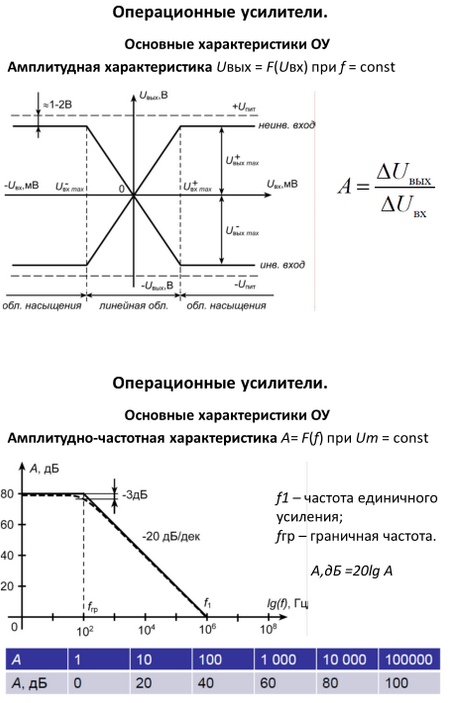 Операционные усилители.
Основные характеристики ОУ
Амплитудная характеристика Uвых = F(Uвх) при f = const
≈1-2В
Uвых,В
+Uпит
неинв. вход
U⁺вых max
-Uвх,мВ
U⁻вх max
0
U⁺вх max
Uвх,мВ
U⁻вых max
инв. вход
-Uвых,В
-Uпит
обл. насыщения
линейная обл.
обл. насыщения
A = ΔUвых / ΔUвх
Операционные усилители.
Основные характеристики ОУ
Амплитудно-частотная характеристика A= F(f) при Um = const
A, дБ
80
-3дБ
60
-20 дБ/дек
40
20
fгр
f₁
lg(f), Гц
0
10² 10⁴ 10⁶ 10⁸
f1 – частота единичного
усиления;
fгр – граничная частота.
A,дБ =20lg A
A 1 10 100 1 000 10 000 100000
A, дБ 0 20 40 60 80 100